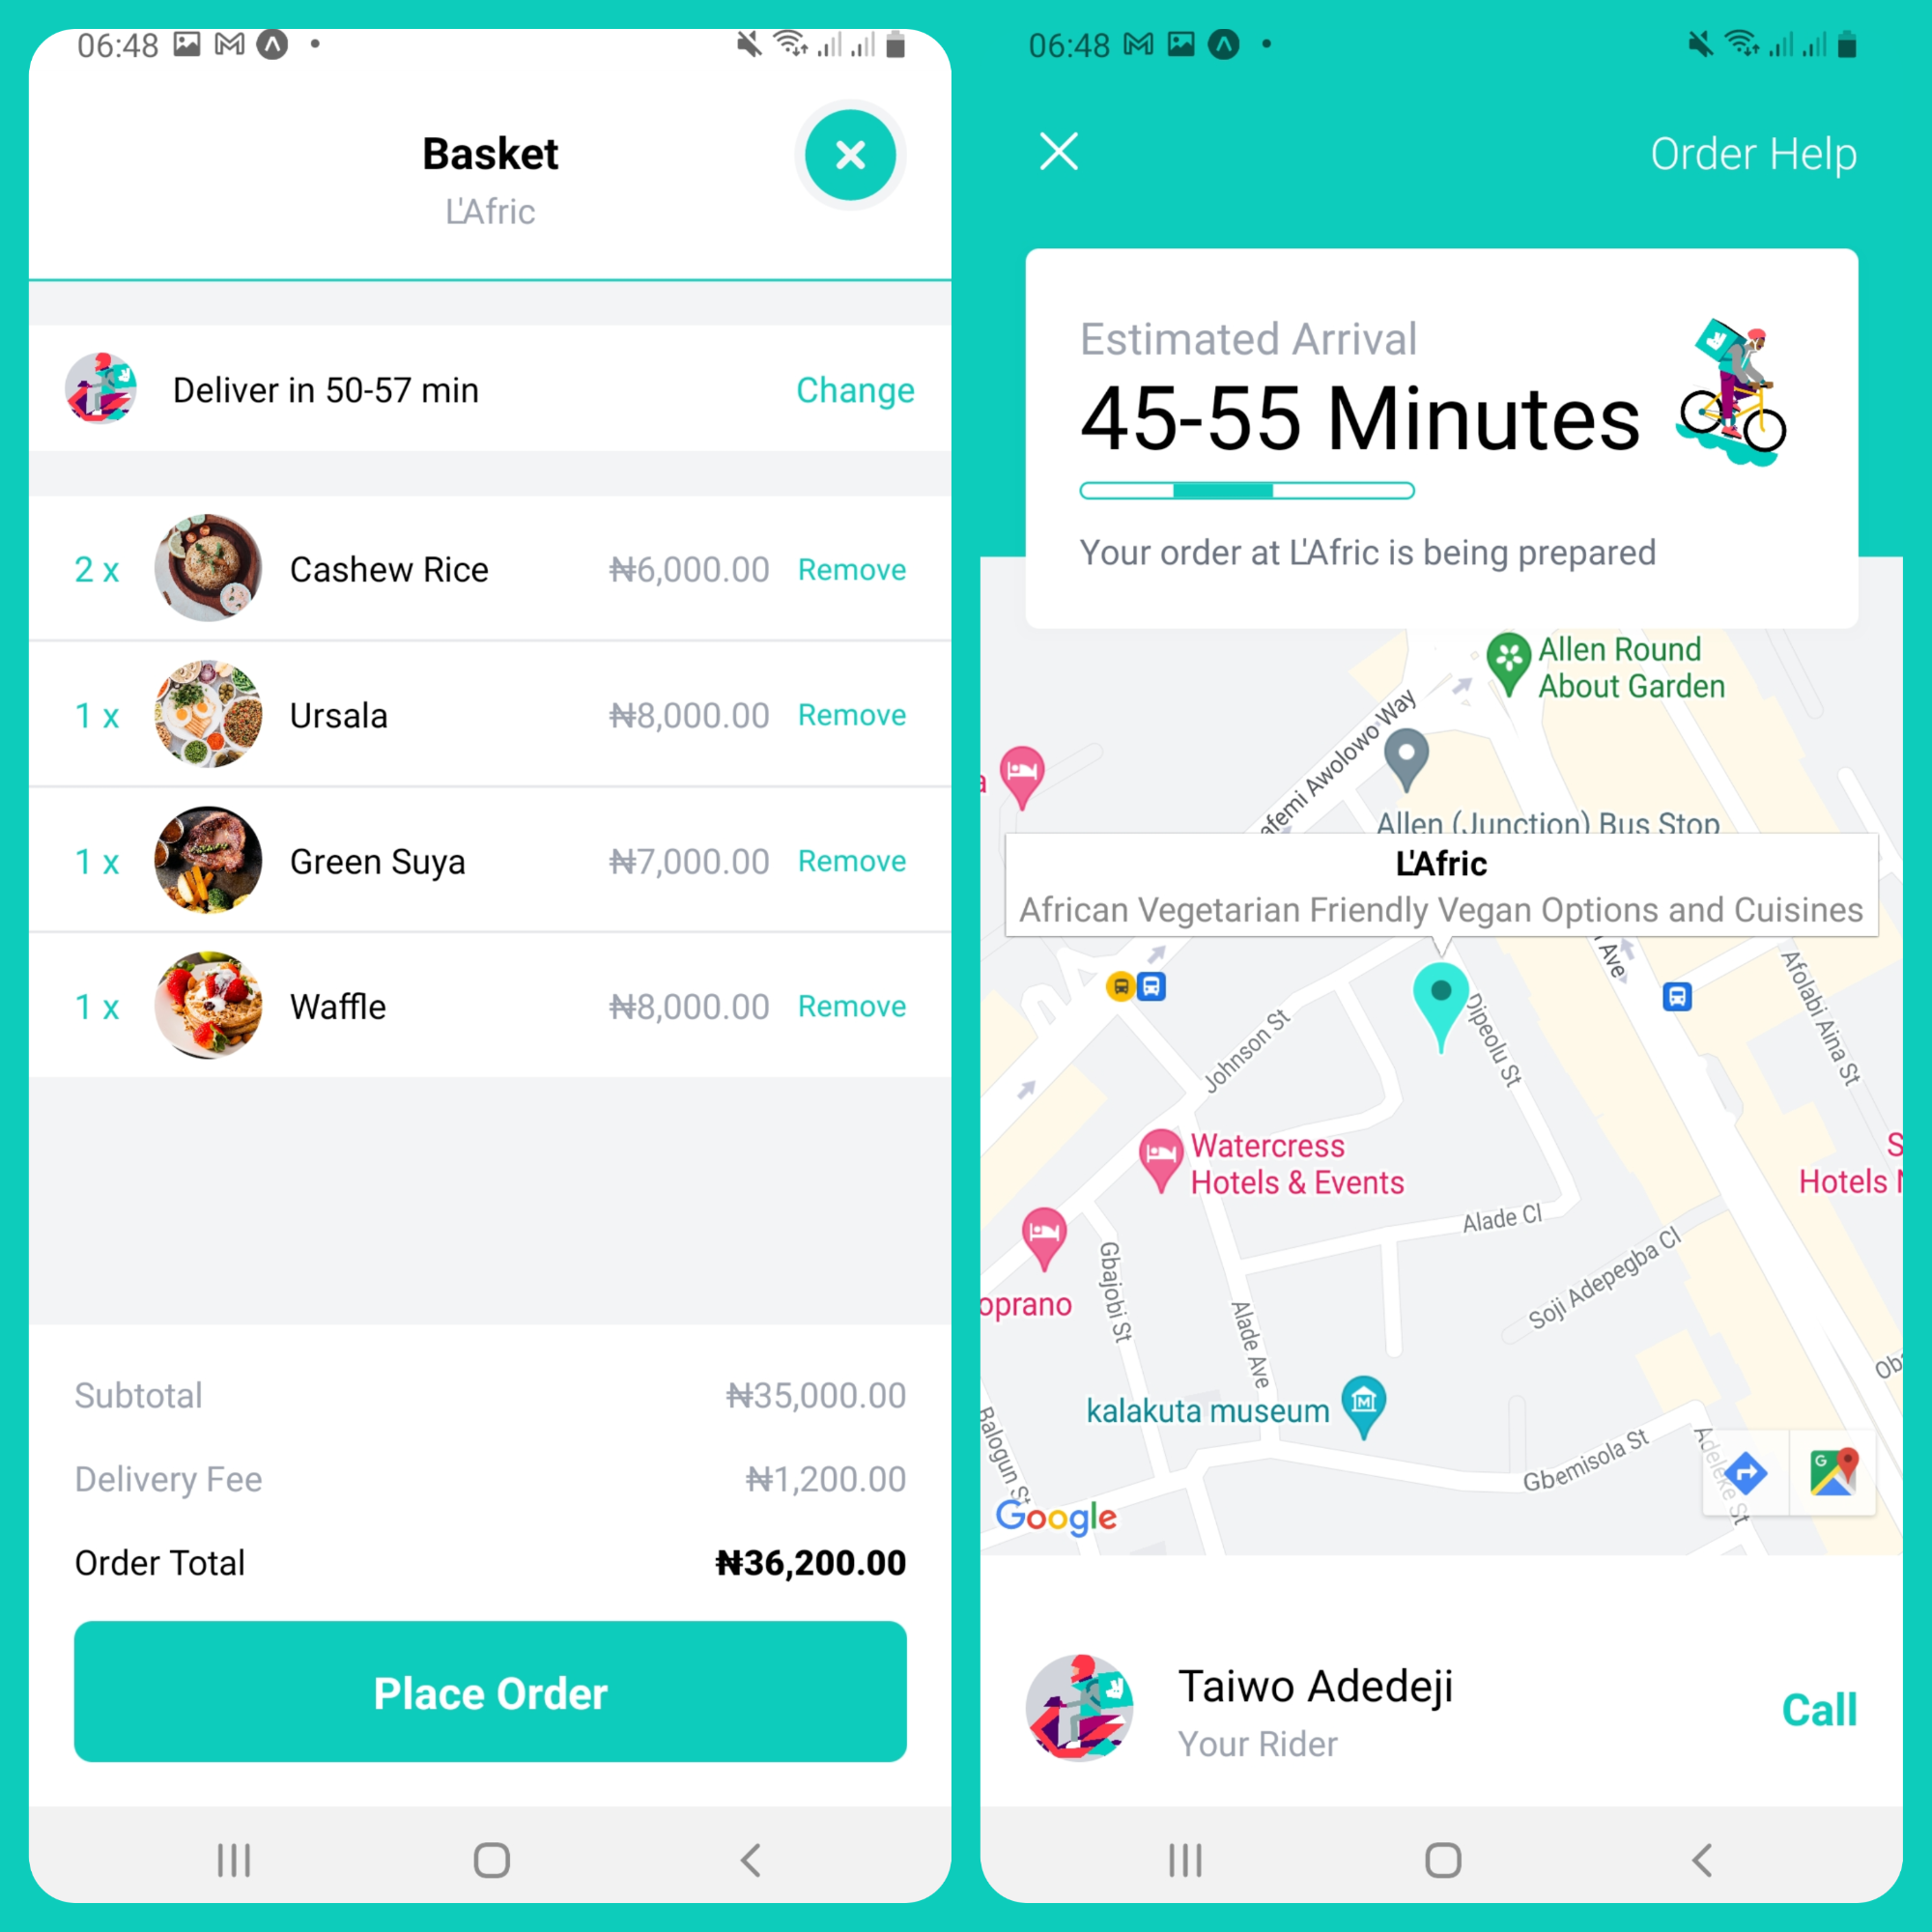 06:48
Basket
L'Afric
Deliver in 50-57 min
Change
2 x Cashew Rice ₦6,000.00 Remove
1 x Ursala ₦8,000.00 Remove
1 x Green Suya ₦7,000.00 Remove
1 x Waffle ₦8,000.00 Remove
Subtotal ₦35,000.00
Delivery Fee ₦1,200.00
Order Total ₦36,200.00
Place Order
06:48
Order Help
Estimated Arrival
45-55 Minutes
Your order at L'Afric is being prepared
Allen Round
About Garden
afemi Awolowo Way
a
Allen (Junction) Bus Stop
L'Afric
African Vegetarian Friendly Vegan Options and Cuisines
Ave
Afolabi Aina St
Dipeolu St
Johnson St
Watercress
Hotels & Events
S
Hotels
Alade Cl
Soji Adepegba Cl
oprano
Gbajobi St
Alade Ave
Oba
kalakuta museum
Balogun St
Gbemisola St
Adeleke St
Google
Taiwo Adedeji
Your Rider
Call